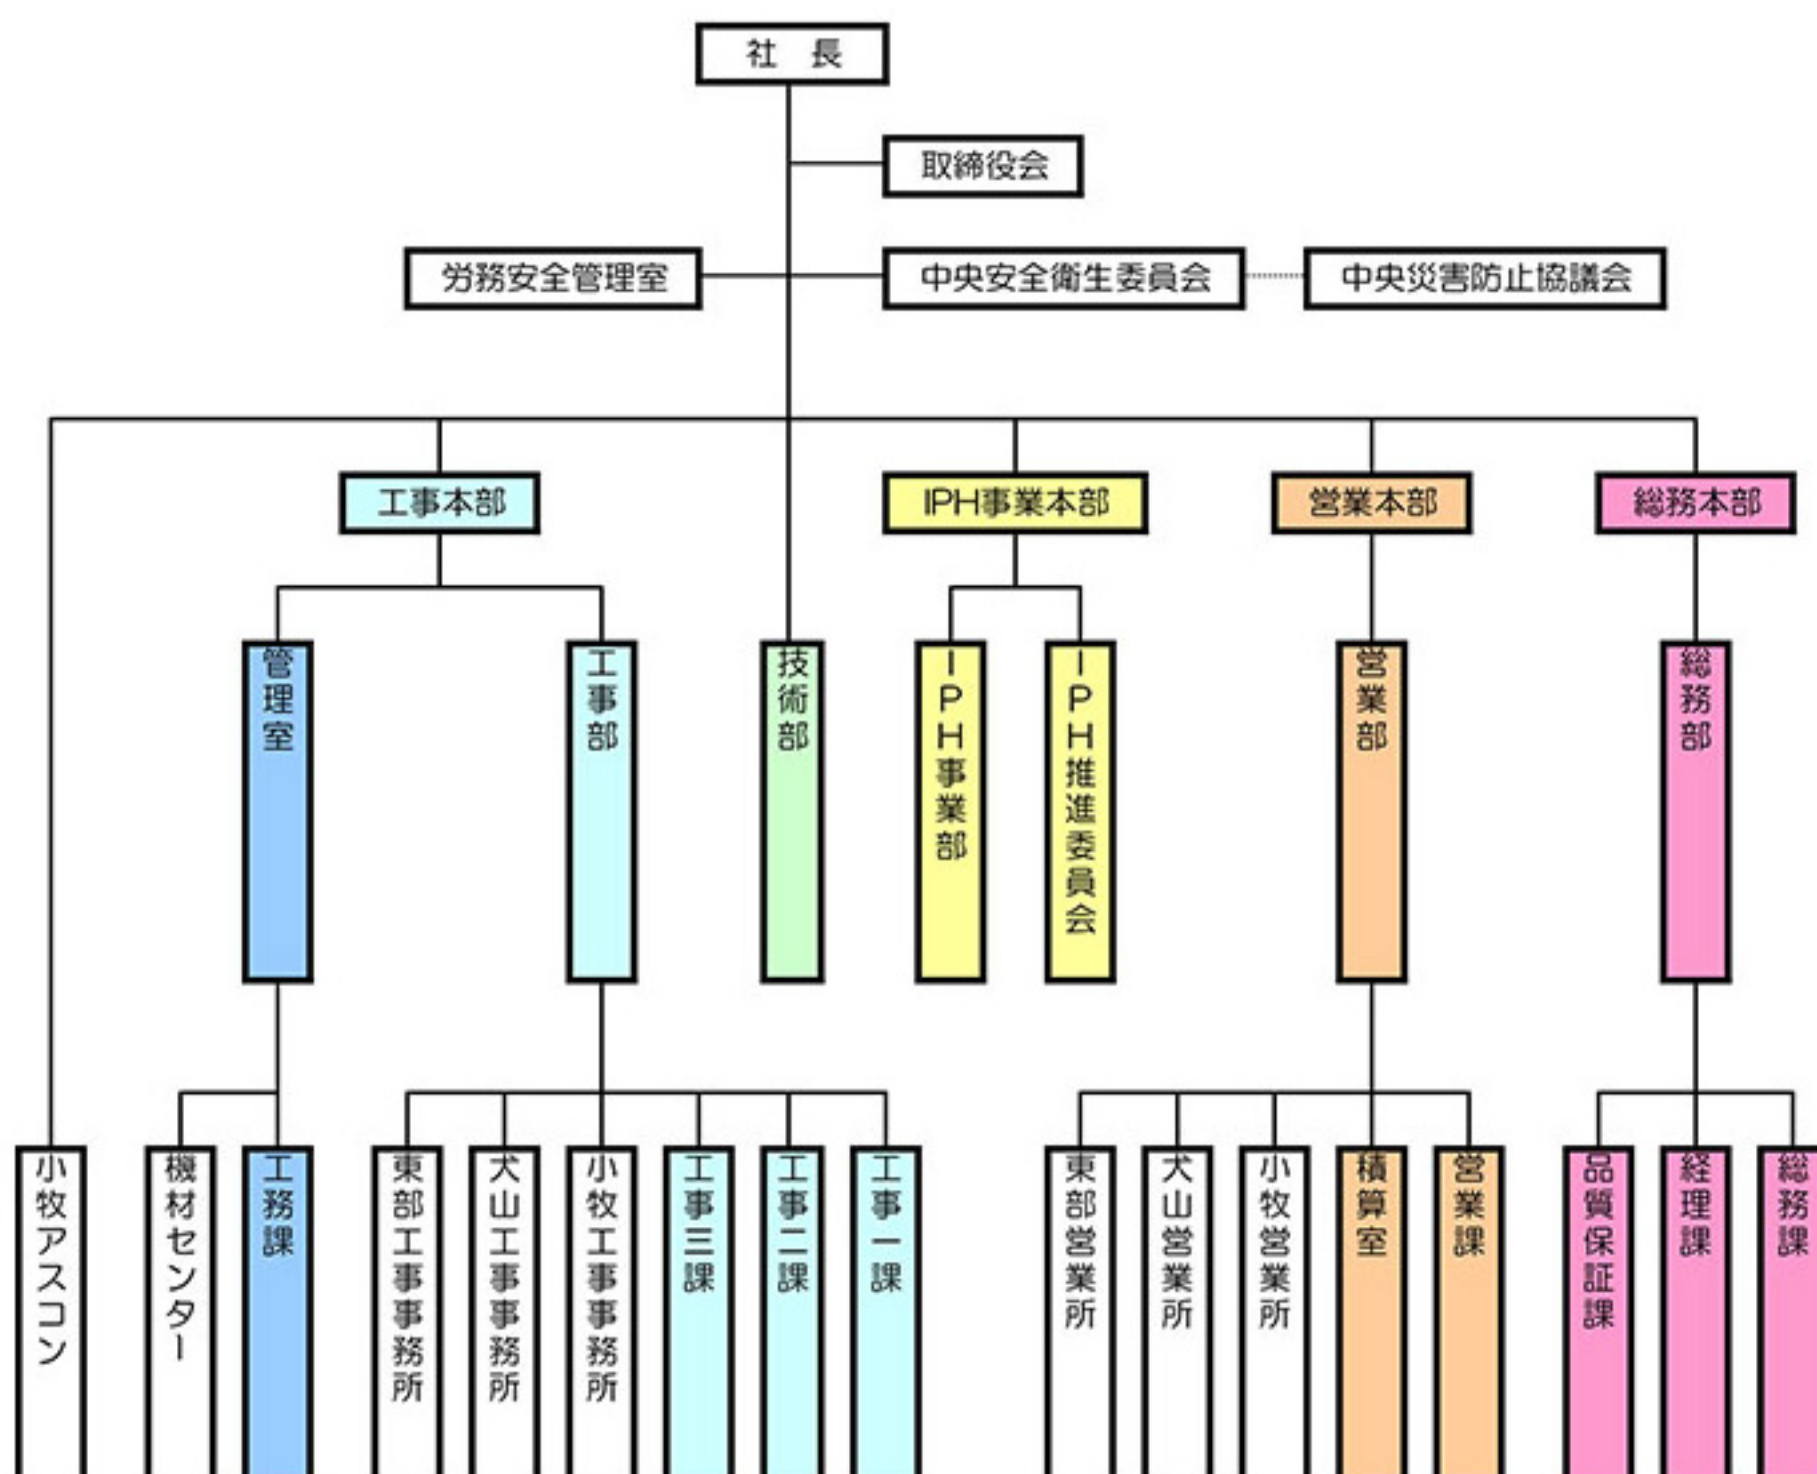 社　長
取締役会
労務安全管理室
中央安全衛生委員会
中央災害防止協議会
工事本部
IPH事業本部
営業本部
総務本部
管理室
工事部
技術部
IPH事業部
IPH推進委員会
営業部
総務部
小牧アスコン
機材センター
工務課
東部工事事務所
犬山工事事務所
小牧工事事務所
工事三課
工事二課
工事一課
東部営業所
犬山営業所
小牧営業所
積算室
営業課
品質保証課
経理課
総務課